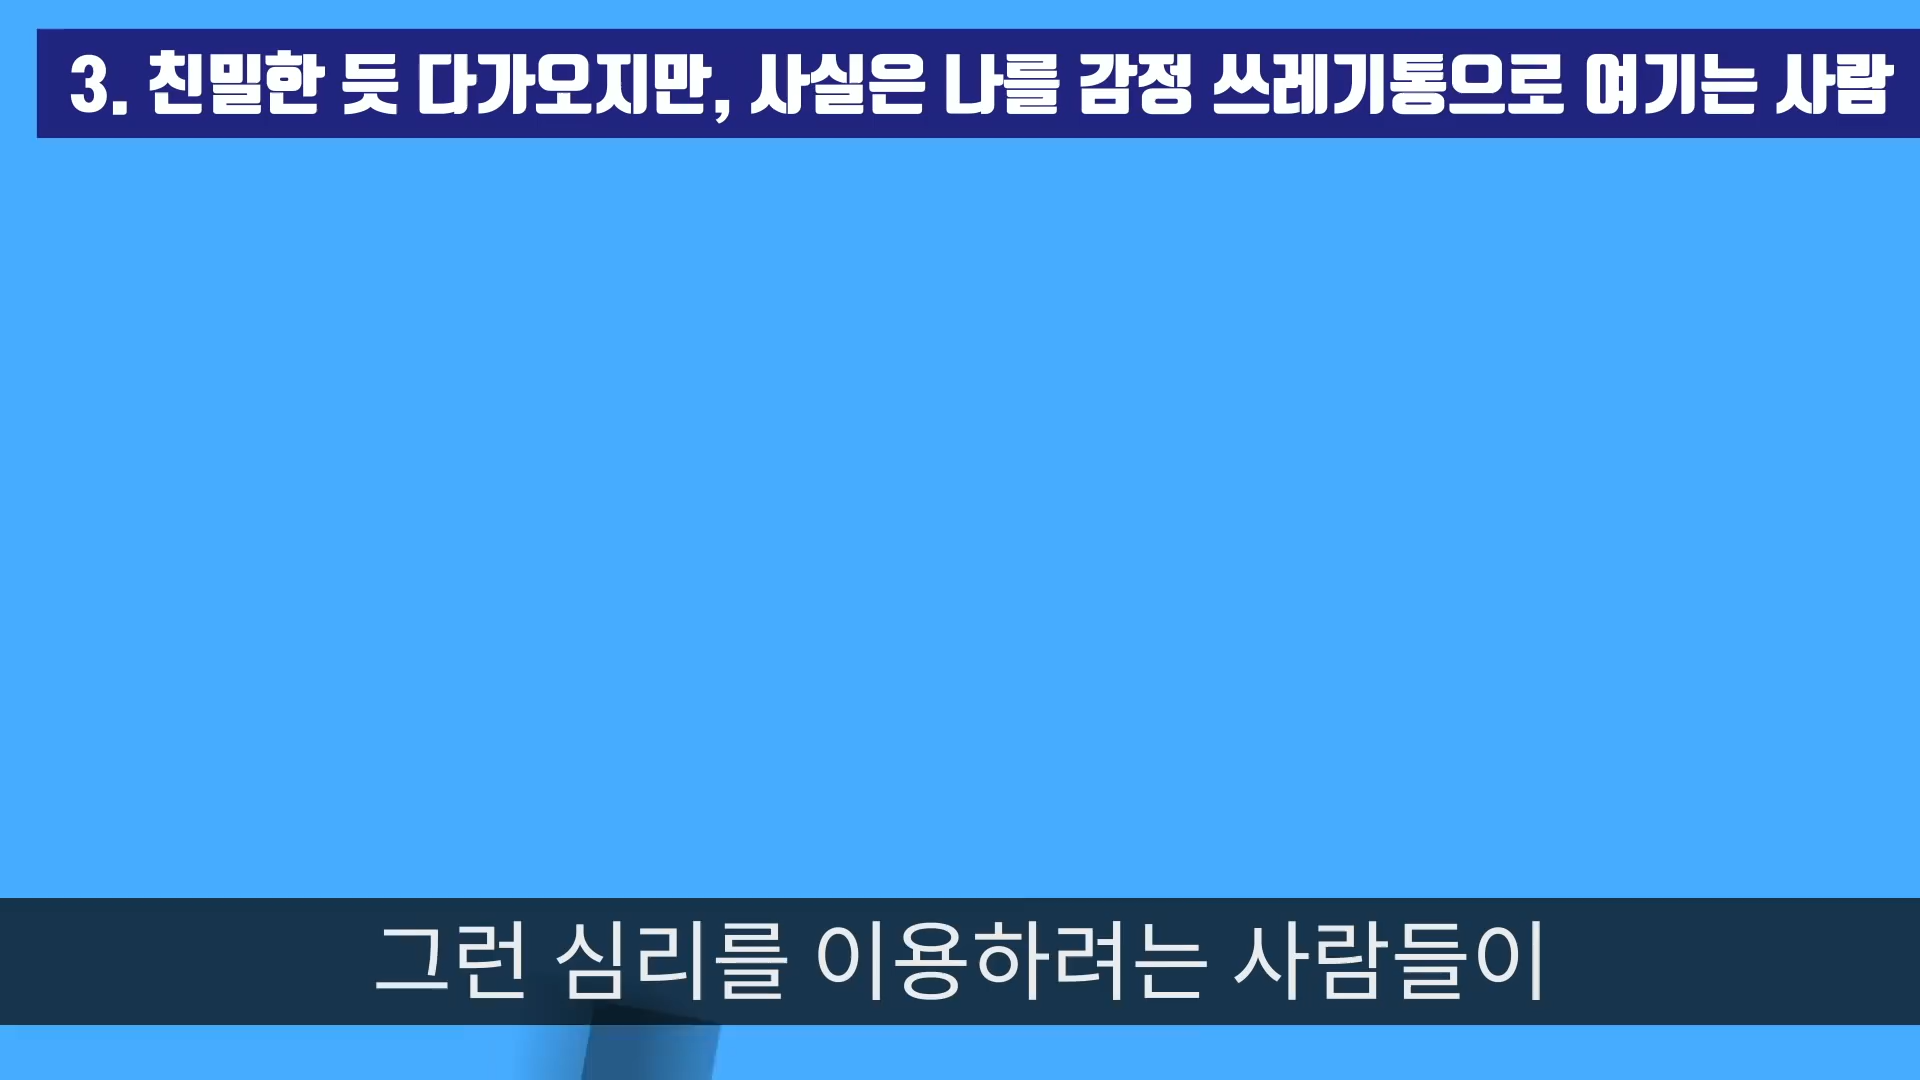 3. 친밀한 듯 다가오지만, 사실은 나를 감정 쓰레기통으로 여기는 사람
그런 심리를 이용하려는 사람들이